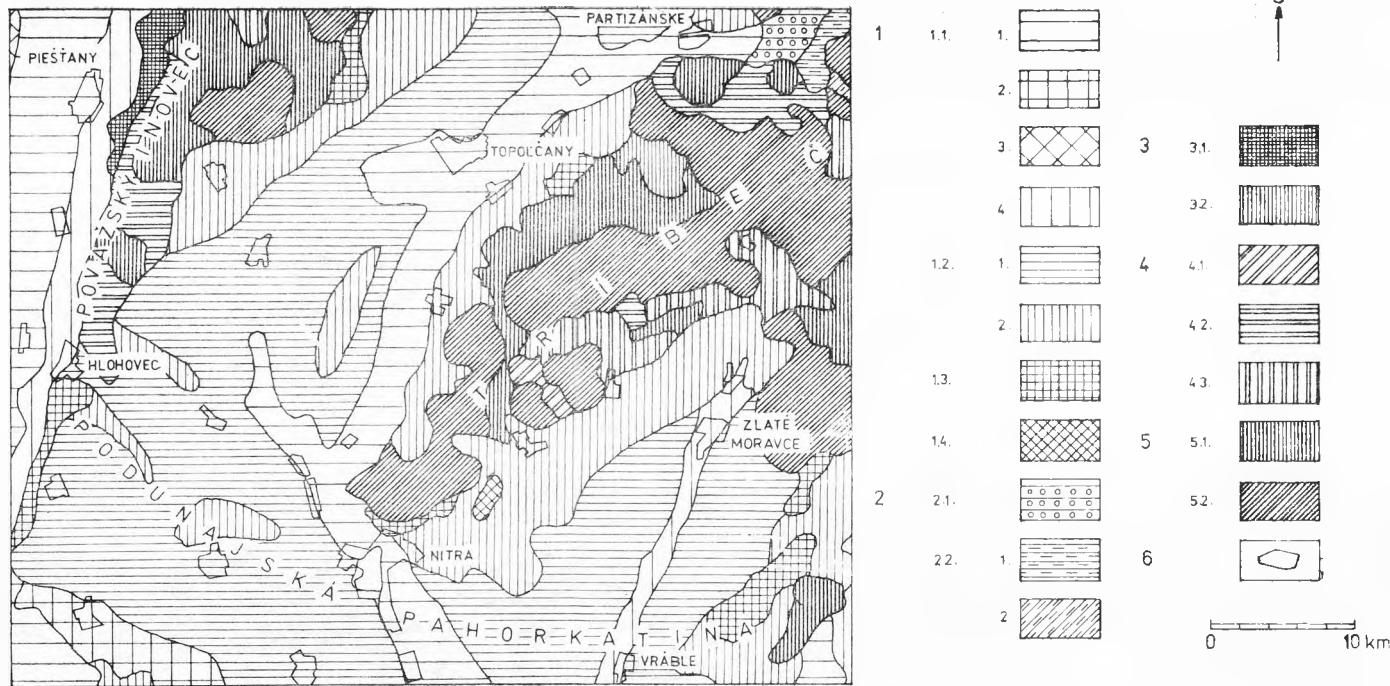 PARTIZÁNSKE
PIEŠŤANY
POVAŽSKÝ INOVEC
TOPOĽČANY
TRÍBEČ
HLOHOVEC
ZLATÉ
MORAVCE
NITRA
PODUNAJSKÁ
PAHORKATINA
VRÁBLE
1 1.1. 1.
2.
3.
4
1.2. 1.
2.
1.3.
1.4.
2 2.1.
2.2. 1.
2
3 3.1.
3.2.
4 4.1.
4.2.
4.3.
5 5.1.
5.2.
6
0 10 km